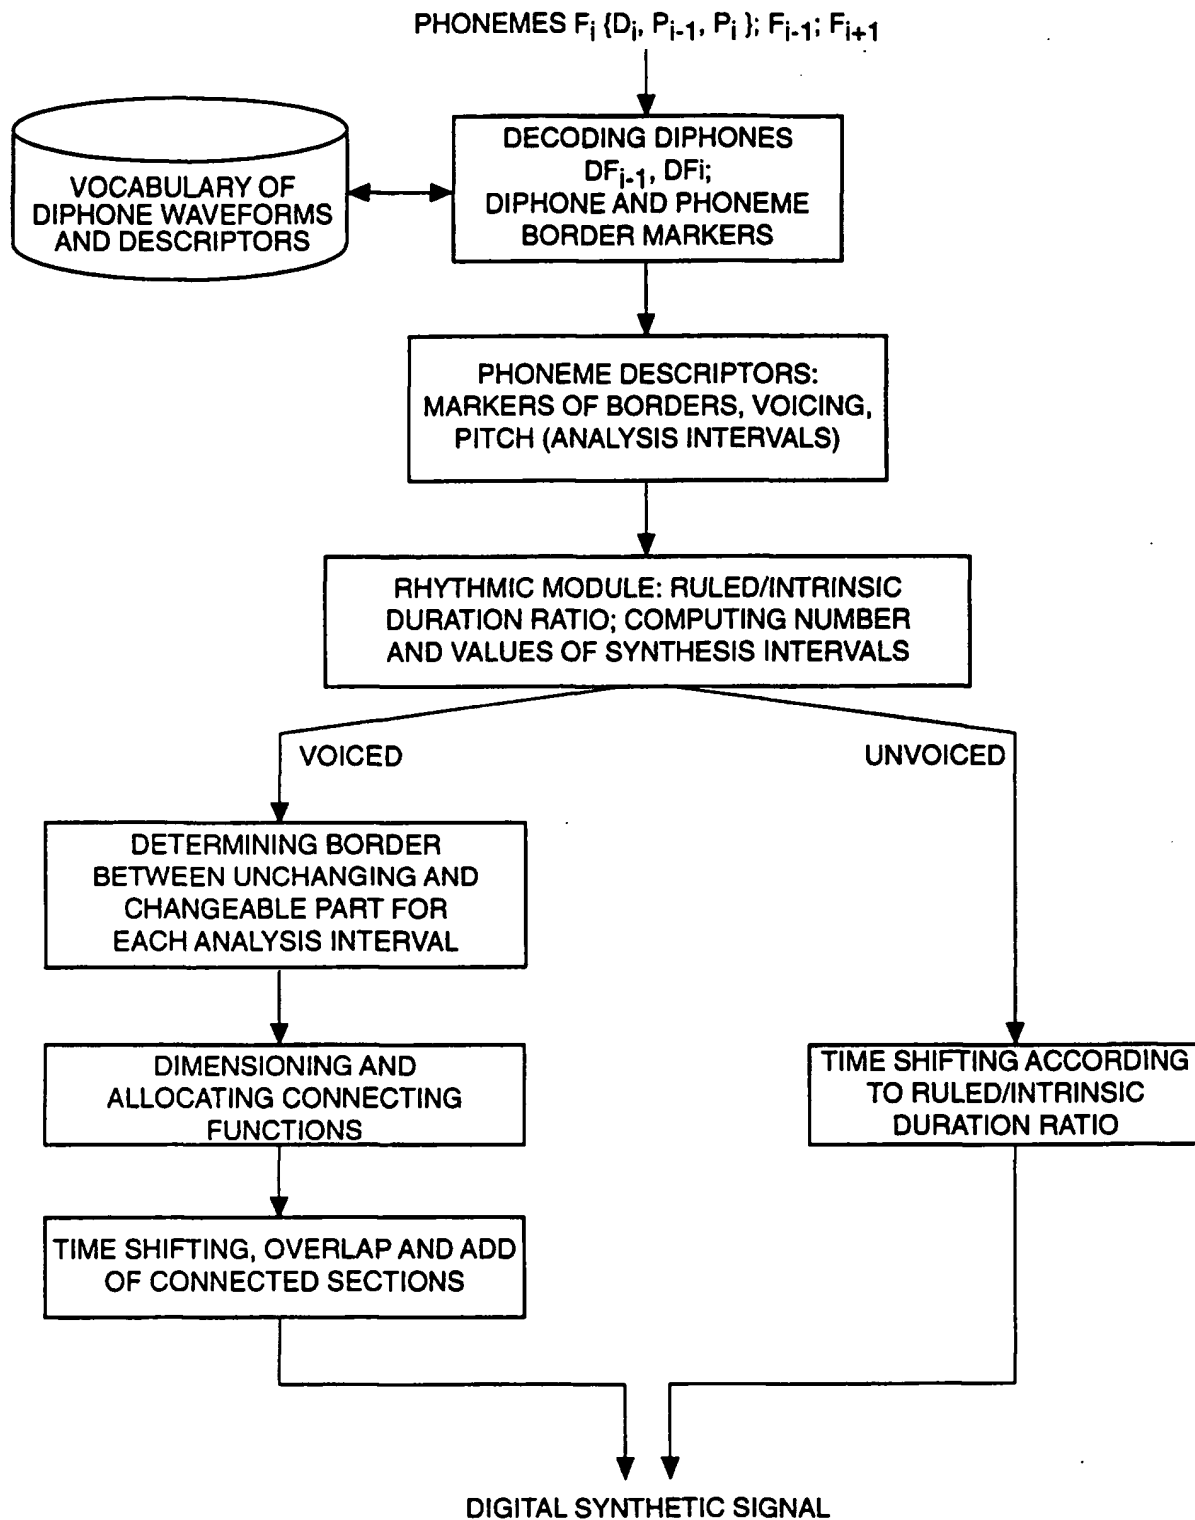 PHONEMES Fi {Di, Pi-1, Pi }; Fi-1; Fi+1
VOCABULARY OF
DIPHONE WAVEFORMS
AND DESCRIPTORS
DECODING DIPHONES
DFi-1, DFi;
DIPHONE AND PHONEME
BORDER MARKERS
PHONEME DESCRIPTORS:
MARKERS OF BORDERS, VOICING,
PITCH (ANALYSIS INTERVALS)
RHYTHMIC MODULE: RULED/INTRINSIC
DURATION RATIO; COMPUTING NUMBER
AND VALUES OF SYNTHESIS INTERVALS
VOICED
UNVOICED
DETERMINING BORDER
BETWEEN UNCHANGING AND
CHANGEABLE PART FOR
EACH ANALYSIS INTERVAL
DIMENSIONING AND
ALLOCATING CONNECTING
FUNCTIONS
TIME SHIFTING ACCORDING
TO RULED/INTRINSIC
DURATION RATIO
TIME SHIFTING, OVERLAP AND ADD
OF CONNECTED SECTIONS
DIGITAL SYNTHETIC SIGNAL